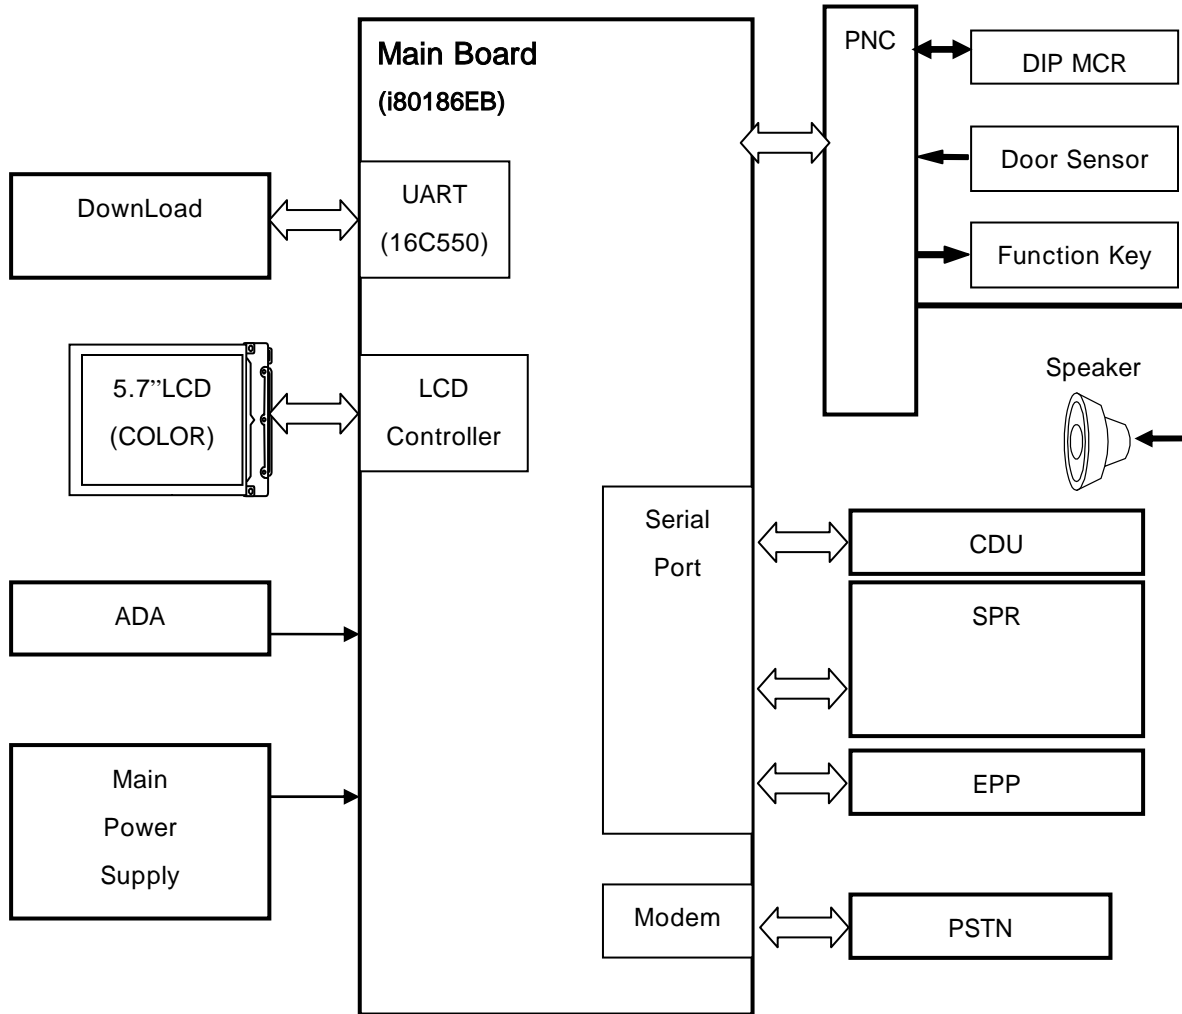 Main Board
(i80186EB)
PNC
DIP MCR
Door Sensor
Function Key
DownLoad
UART
(16C550)
5.7”LCD
(COLOR)
LCD
Controller
Speaker
Serial
Port
CDU
SPR
ADA
EPP
Main
Power
Supply
Modem
PSTN